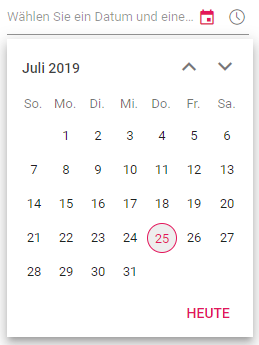 Wählen Sie ein Datum und eine...
Juli 2019
So. Mo. Di. Mi. Do. Fr. Sa.
1 2 3 4 5 6
7 8 9 10 11 12 13
14 15 16 17 18 19 20
21 22 23 24 25 26 27
28 29 30 31
HEUTE